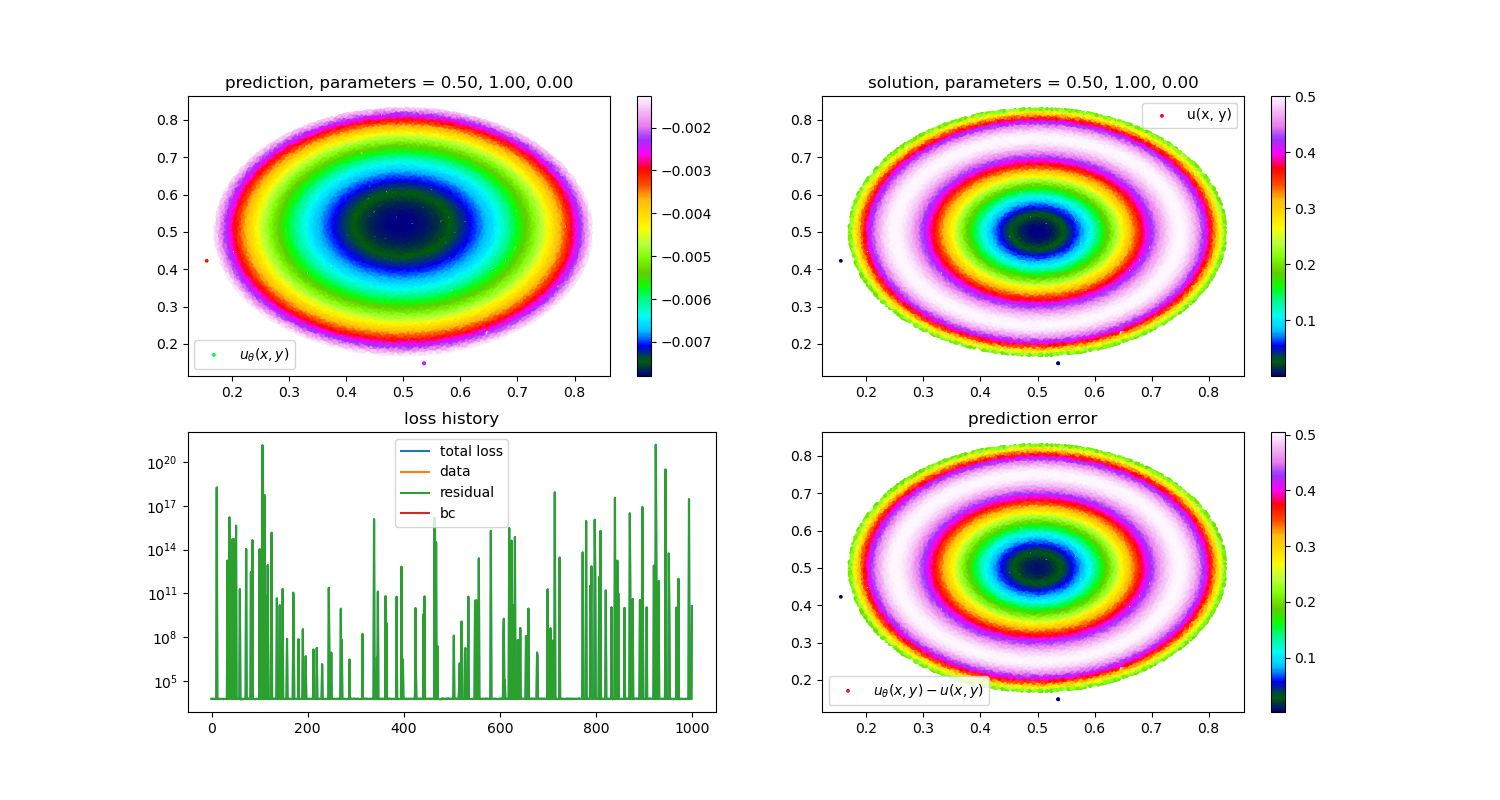 prediction, parameters = 0.50, 1.00, 0.00
0.8
0.7
0.6
0.5
0.4
0.3
0.2
0.2 0.3 0.4 0.5 0.6 0.7 0.8
u_θ(x, y)
−0.002
−0.003
−0.004
−0.005
−0.006
−0.007
solution, parameters = 0.50, 1.00, 0.00
u(x, y)
0.8
0.7
0.6
0.5
0.4
0.3
0.2
0.2 0.3 0.4 0.5 0.6 0.7 0.8
0.5
0.4
0.3
0.2
0.1
loss history
total loss
data
residual
bc
10^20
10^17
10^14
10^11
10^8
10^5
0 200 400 600 800 1000
prediction error
0.8
0.7
0.6
0.5
0.4
0.3
0.2
u_θ(x, y) − u(x, y)
0.2 0.3 0.4 0.5 0.6 0.7 0.8
0.5
0.4
0.3
0.2
0.1